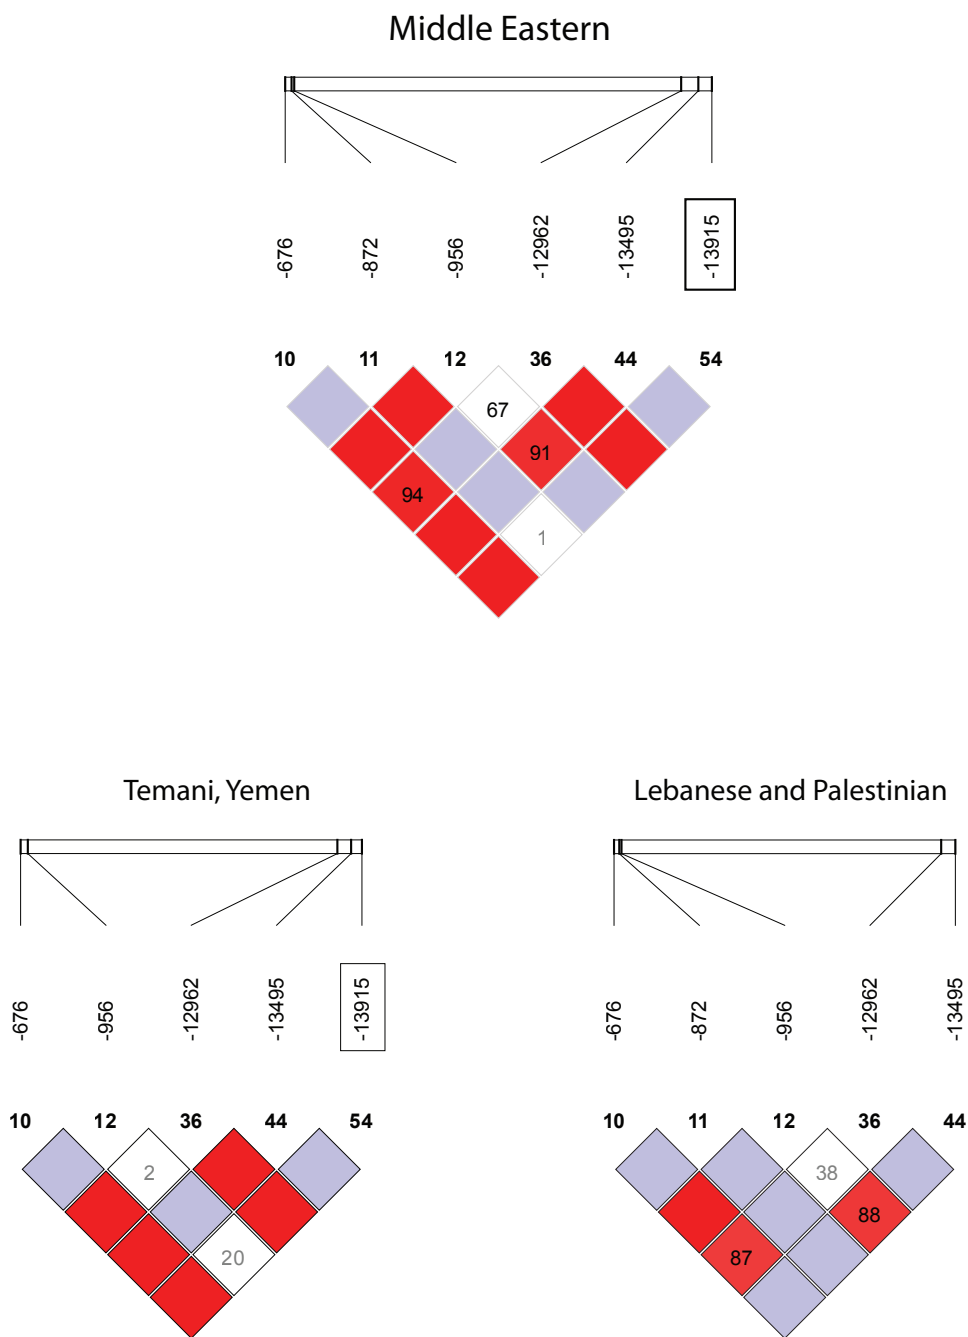 Middle Eastern
-676 -872 -956 -12962 -13495 -13915
10 11 12 36 44 54
67
91
94
1
Temani, Yemen
-676 -956 -12962 -13495 -13915
10 12 36 44 54
2
20
Lebanese and Palestinian
-676 -872 -956 -12962 -13495
10 11 12 36 44
38
88
87